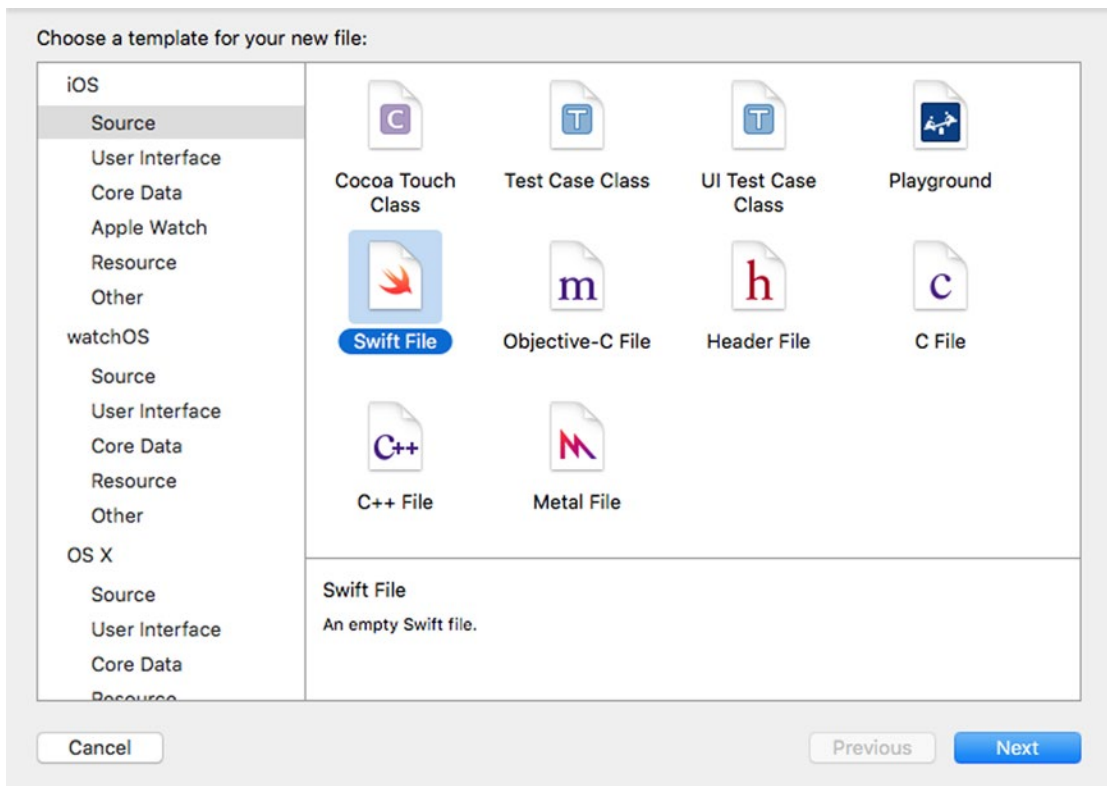 Choose a template for your new file:
iOS
Source
User Interface
Core Data
Apple Watch
Resource
Other
watchOS
Source
User Interface
Core Data
Resource
Other
OS X
Source
User Interface
Core Data
Resource
C
T
T
Cocoa Touch
Class
Test Case Class
UI Test Case
Class
Playground
m
h
c
Swift File
Objective-C File
Header File
C File
C++
C++ File
Metal File
Swift File
An empty Swift file.
Cancel
Previous
Next